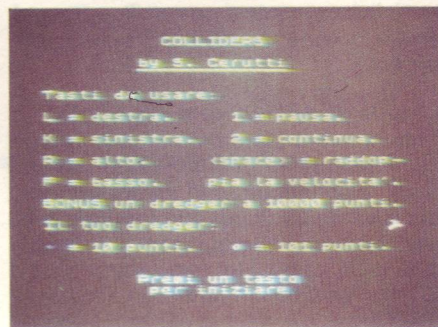 COLLIDERS
by S. Cerutti
Tasti da usare:
L = destra. 1 = pausa.
K = sinistra. 2 = continua.
R = alto. <space> = raddop-
F = basso. pia la velocita'.
BONUS un dredger a 10000 punti.
Il tuo dredger: >
· = 10 punti. = 101 punti.
Premi un tasto
per iniziare